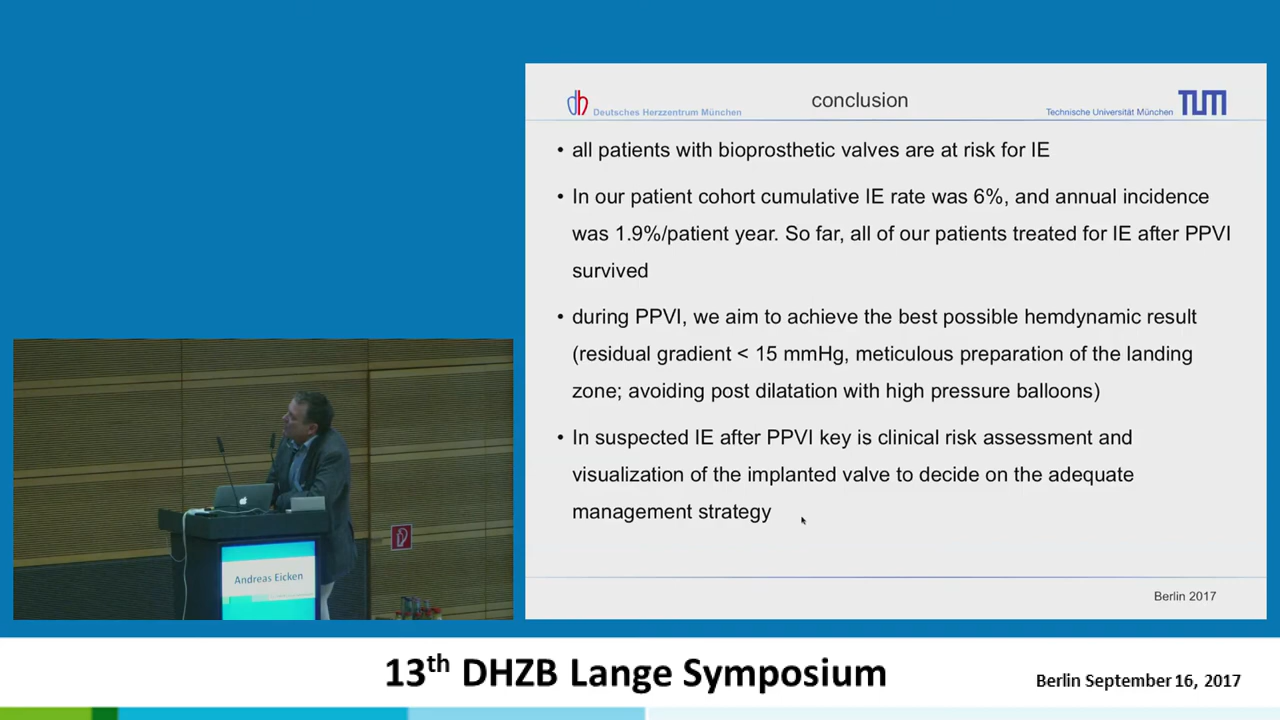 Deutsches Herzzentrum München
conclusion
Technische Universität München
TUM
• all patients with bioprosthetic valves are at risk for IE
• In our patient cohort cumulative IE rate was 6%, and annual incidence
was 1.9%/patient year. So far, all of our patients treated for IE after PPVI
survived
• during PPVI, we aim to achieve the best possible hemdynamic result
(residual gradient < 15 mmHg, meticulous preparation of the landing
zone; avoiding post dilatation with high pressure balloons)
• In suspected IE after PPVI key is clinical risk assessment and
visualization of the implanted valve to decide on the adequate
management strategy
Berlin 2017
Andreas Eicken
13th DHZB Lange Symposium
Berlin September 16, 2017